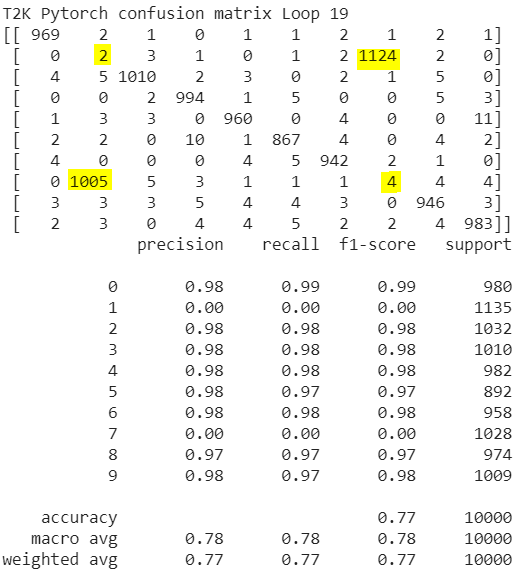 T2K Pytorch confusion matrix Loop 19
[[ 969 2 1 0 1 1 2 1 2 1]
[ 0 2 3 1 0 1 2 1124 2 0]
[ 4 5 1010 2 3 0 2 1 5 0]
[ 0 0 2 994 1 5 0 0 5 3]
[ 1 3 3 0 960 0 4 0 0 11]
[ 2 2 0 10 1 867 4 0 4 2]
[ 4 0 0 0 4 5 942 2 1 0]
[ 0 1005 5 3 1 1 1 4 4 4]
[ 3 3 3 5 4 4 3 0 946 3]
[ 2 3 0 4 4 5 2 2 4 983]]
precision recall f1-score support
0 0.98 0.99 0.99 980
1 0.00 0.00 0.00 1135
2 0.98 0.98 0.98 1032
3 0.98 0.98 0.98 1010
4 0.98 0.98 0.98 982
5 0.98 0.97 0.97 892
6 0.98 0.98 0.98 958
7 0.00 0.00 0.00 1028
8 0.97 0.97 0.97 974
9 0.98 0.97 0.98 1009
accuracy 0.77 10000
macro avg 0.78 0.78 0.78 10000
weighted avg 0.77 0.77 0.77 10000